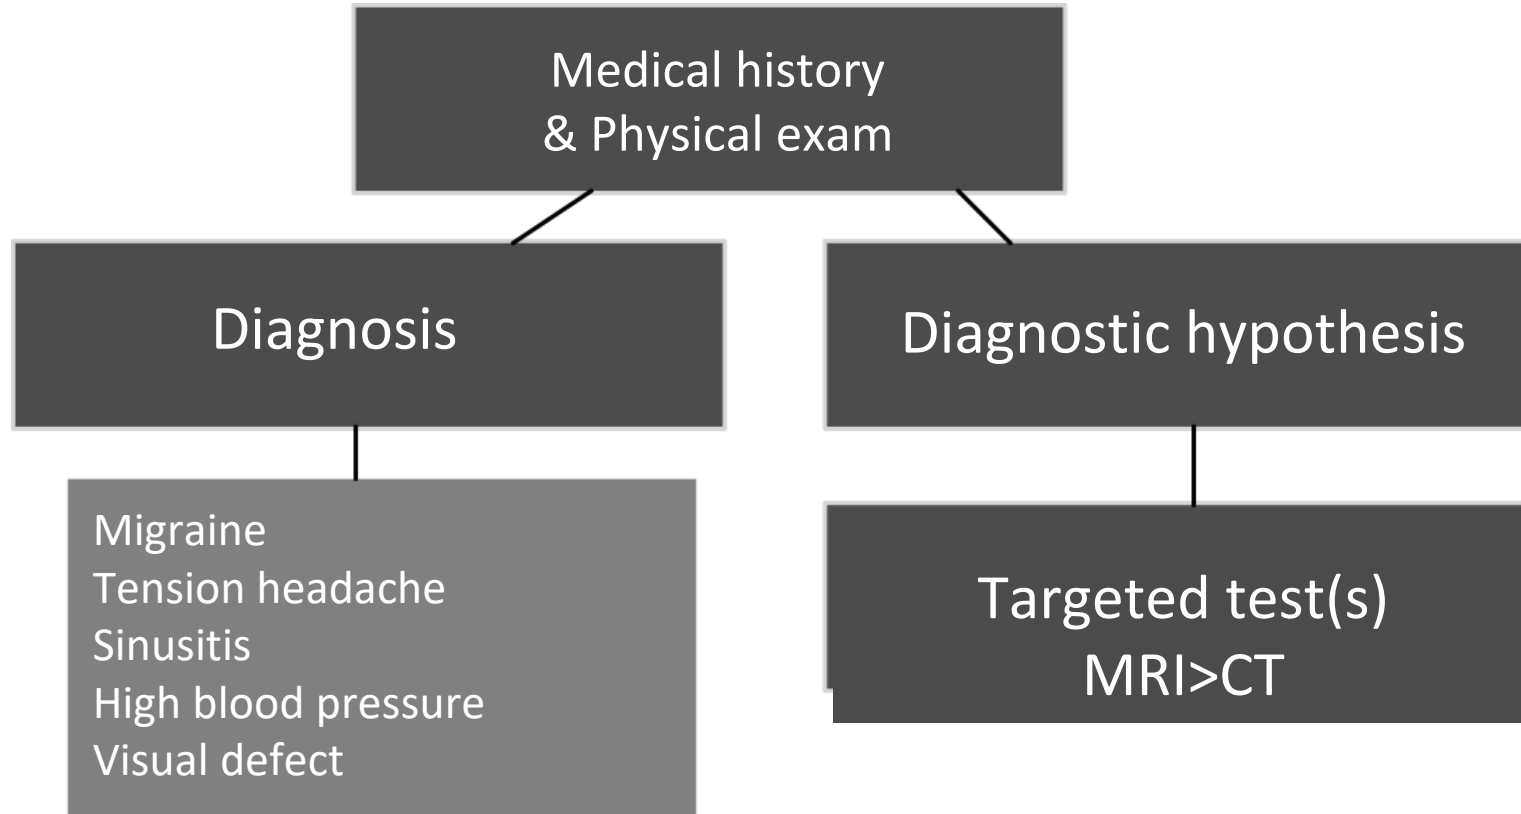 Medical history
& Physical exam
Diagnosis
Diagnostic hypothesis
Migraine
Tension headache
Sinusitis
High blood pressure
Visual defect
Targeted test(s)
MRI>CT